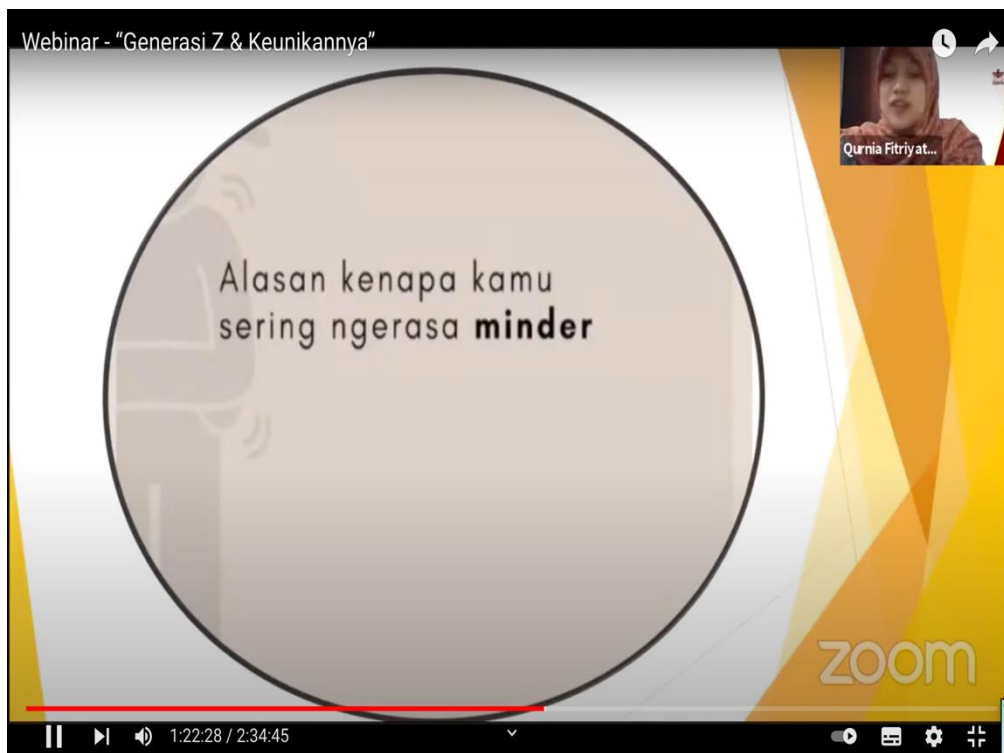 Webinar - “Generasi Z & Keunikannya”
Qurnia Fitriyat...
Alasan kenapa kamu
sering ngerasa minder
zoom
1:22:28 / 2:34:45